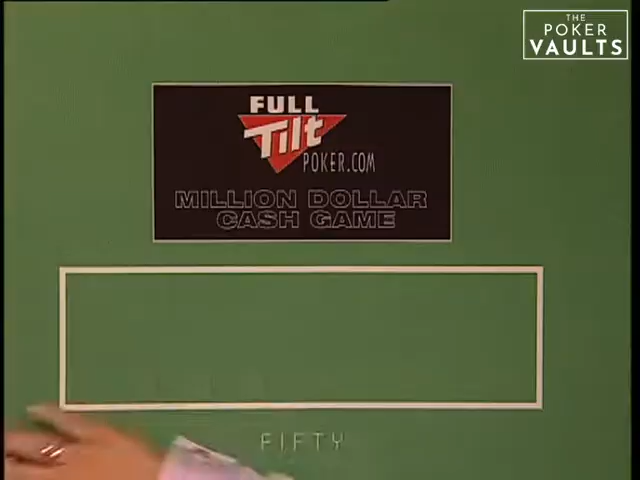 THE
POKER
VAULTS
FULL
Tilt
POKER.COM
MILLION DOLLAR
CASH GAME
FIFTY